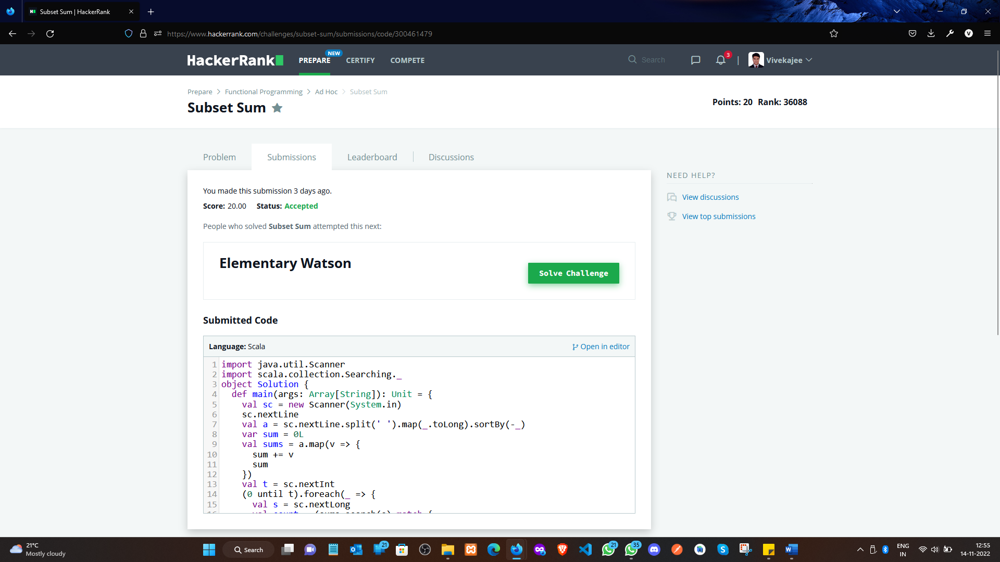 Subset Sum | HackerRank
https://www.hackerrank.com/challenges/subset-sum/submissions/code/300461479
HackerRank
PREPARE
NEW
CERTIFY
COMPETE
Search
3
Vivekajee
Prepare > Functional Programming > Ad Hoc > Subset Sum
Subset Sum
Points: 20 Rank: 36088
Problem
Submissions
Leaderboard
Discussions
You made this submission 3 days ago.
Score: 20.00 Status: Accepted
People who solved Subset Sum attempted this next:
Elementary Watson
Solve Challenge
NEED HELP?
View discussions
View top submissions
Submitted Code
Language: Scala
Open in editor
1 import java.util.Scanner
2 import scala.collection.Searching._
3 object Solution {
4 def main(args: Array[String]): Unit = {
5 val sc = new Scanner(System.in)
6 sc.nextLine
7 val a = sc.nextLine.split(' ').map(_.toLong).sortBy(-_)
8 var sum = 0L
9 val sums = a.map(v => {
10 sum += v
11 sum
12 })
13 val t = sc.nextInt
14 (0 until t).foreach(_ => {
15 val s = sc.nextLong
21°C
Mostly cloudy
Search
21
21
35
ENG
IN
12:55
14-11-2022